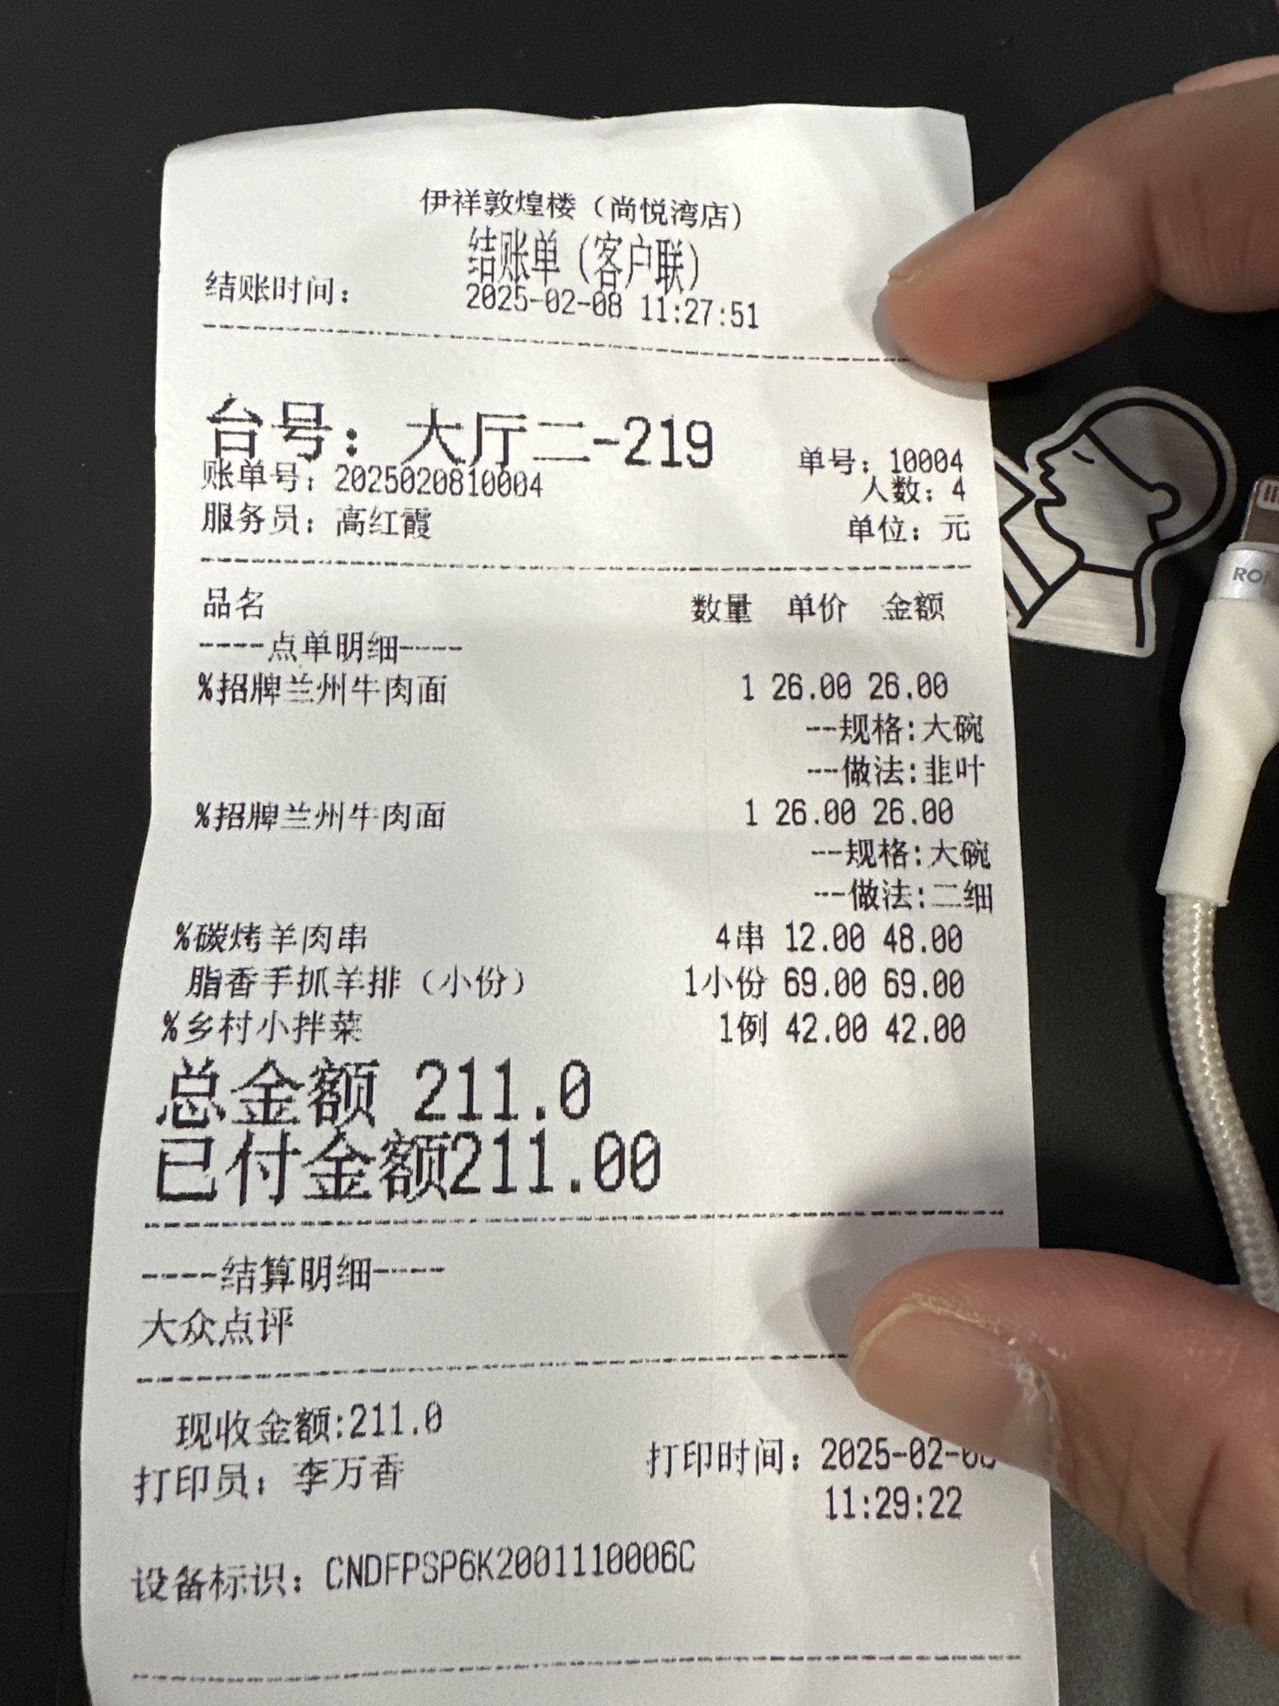 伊祥敦煌楼（尚悦湾店）
结账单（客户联）
结账时间： 2025-02-08 11:27:51
台号： 大厅二-219
单号：10004
账单号：2025020810004 人数：4
服务员：高红霞 单位：元
品名 数量 单价 金额
----点单明细----
%招牌兰州牛肉面 1 26.00 26.00
--规格:大碗
--做法:韭叶
%招牌兰州牛肉面 1 26.00 26.00
--规格:大碗
--做法:二细
%碳烤羊肉串 4串 12.00 48.00
脂香手抓羊排（小份） 1小份 69.00 69.00
%乡村小拌菜 1例 42.00 42.00
总金额 211.0
已付金额211.00
----结算明细----
大众点评
现收金额:211.0
打印员：李万香 打印时间：2025-02-
11:29:22
设备标识：CNDFPSP6K2001110006C